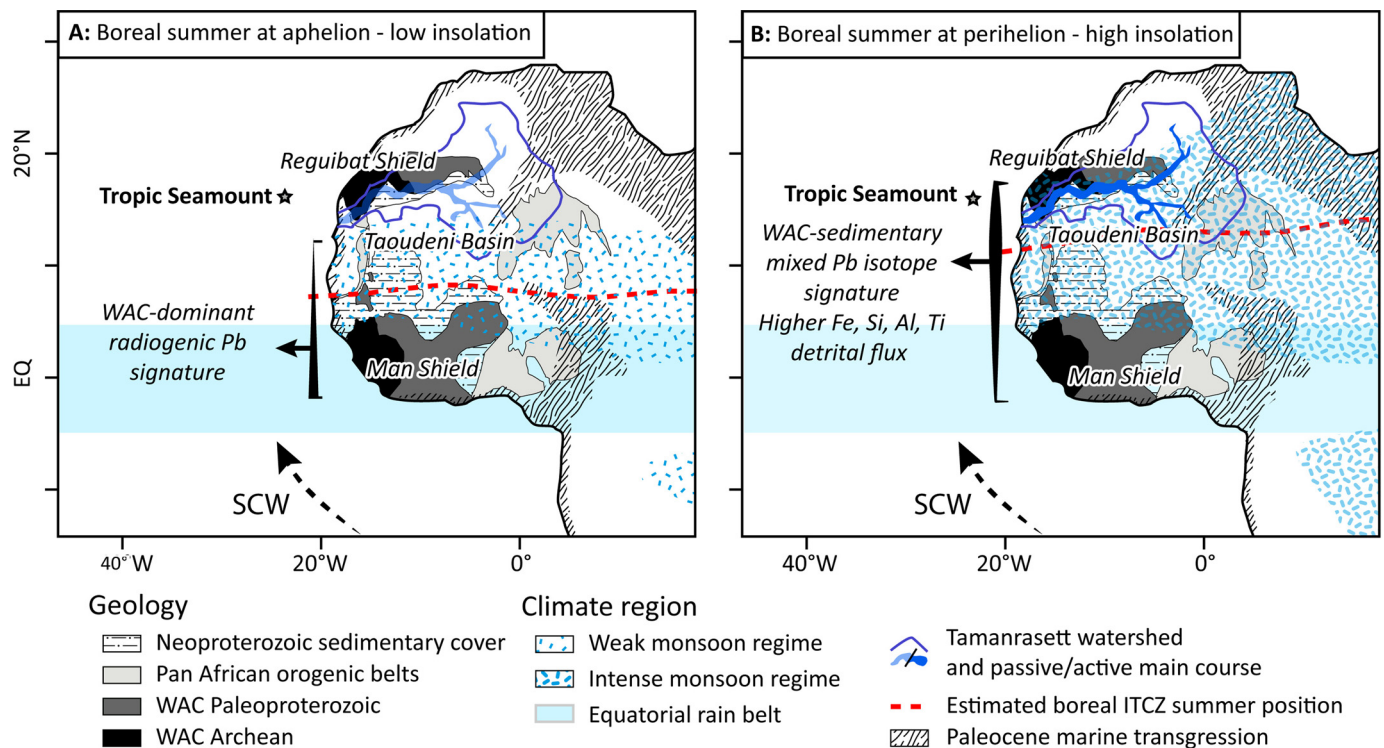 A: Boreal summer at aphelion - low insolation
20°N
EQ
Reguibat Shield
Tropic Seamount
Taoudeni Basin
WAC-dominant
radiogenic Pb
signature
Man Shield
SCW
40°W
20°W
0°
B: Boreal summer at perihelion - high insolation
Reguibat Shield
Tropic Seamount
Taoudeni Basin
WAC-sedimentary
mixed Pb isotope
signature
Higher Fe, Si, Al, Ti
detrital flux
Man Shield
SCW
40°W
20°W
0°
Geology
Neoproterozoic sedimentary cover
Pan African orogenic belts
WAC Paleoproterozoic
WAC Archean
Climate region
Weak monsoon regime
Intense monsoon regime
Equatorial rain belt
Tamanrasett watershed
and passive/active main course
Estimated boreal ITCZ summer position
Paleocene marine transgression